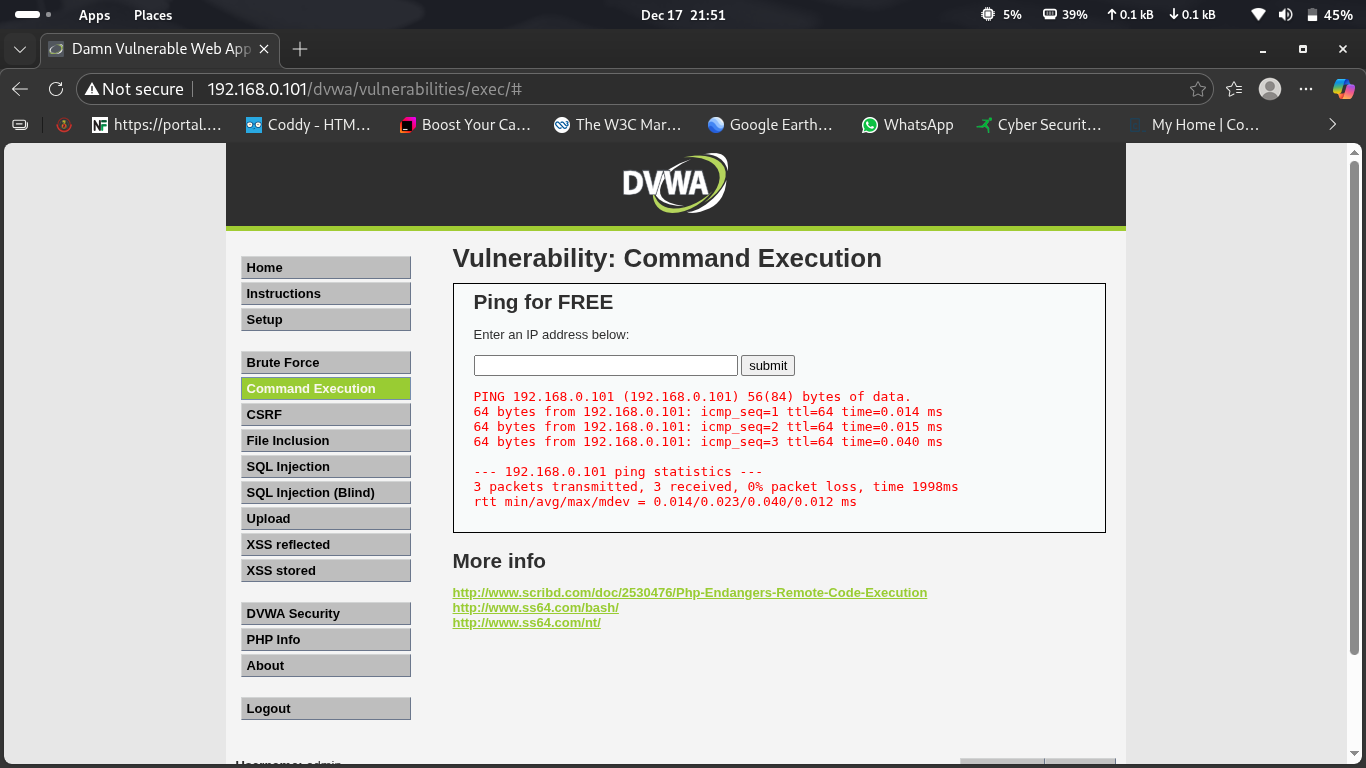 Apps Places Dec 17 21:51 5% 39% 0.1 kB 0.1 kB 45%
Damn Vulnerable Web App
Not secure 192.168.0.101/dvwa/vulnerabilities/exec/#
https://portal.... Coddy - HTM... Boost Your Ca... The W3C Mar... Google Earth... WhatsApp Cyber Securit... My Home | Co...
DVWA
Home
Instructions
Setup
Brute Force
Command Execution
CSRF
File Inclusion
SQL Injection
SQL Injection (Blind)
Upload
XSS reflected
XSS stored
DVWA Security
PHP Info
About
Logout
Vulnerability: Command Execution
Ping for FREE
Enter an IP address below:
submit
PING 192.168.0.101 (192.168.0.101) 56(84) bytes of data.
64 bytes from 192.168.0.101: icmp_seq=1 ttl=64 time=0.014 ms
64 bytes from 192.168.0.101: icmp_seq=2 ttl=64 time=0.015 ms
64 bytes from 192.168.0.101: icmp_seq=3 ttl=64 time=0.040 ms
--- 192.168.0.101 ping statistics ---
3 packets transmitted, 3 received, 0% packet loss, time 1998ms
rtt min/avg/max/mdev = 0.014/0.023/0.040/0.012 ms
More info
http://www.scribd.com/doc/2530476/Php-Endangers-Remote-Code-Execution
http://www.ss64.com/bash/
http://www.ss64.com/nt/
Username: admin